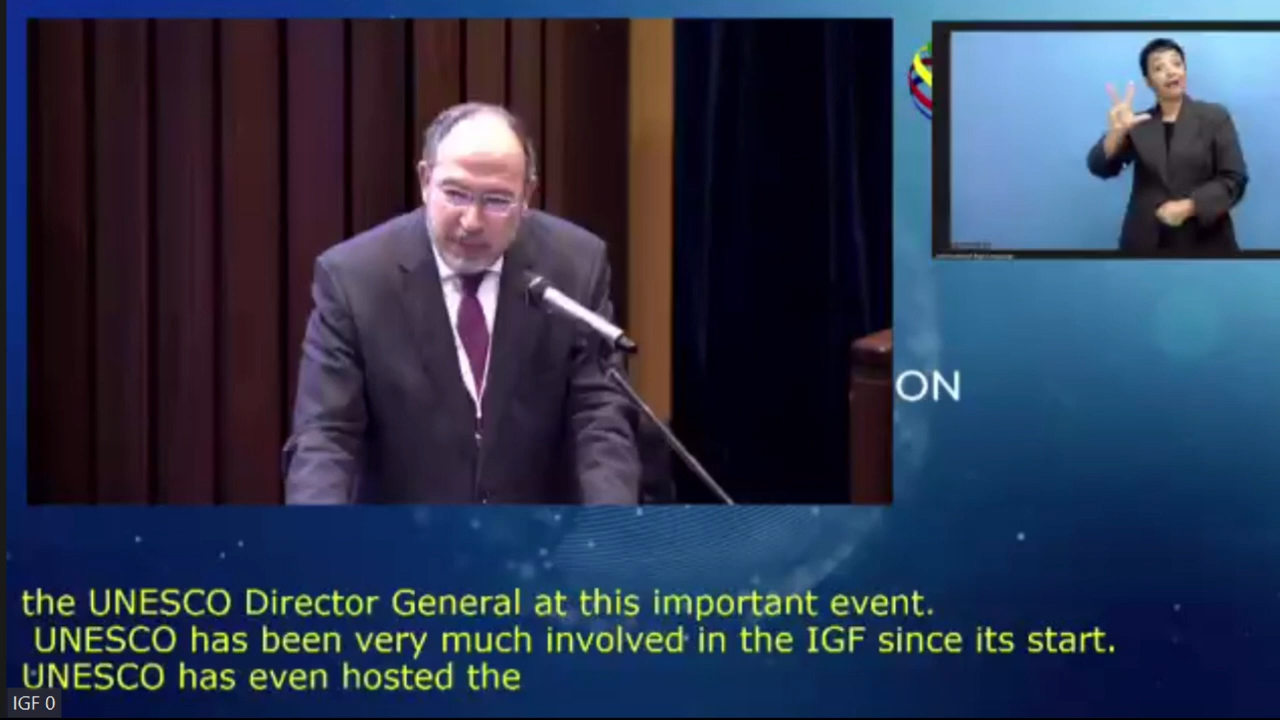 ON
the UNESCO Director General at this important event.
UNESCO has been very much involved in the IGF since its start.
UNESCO has even hosted the
IGF 0